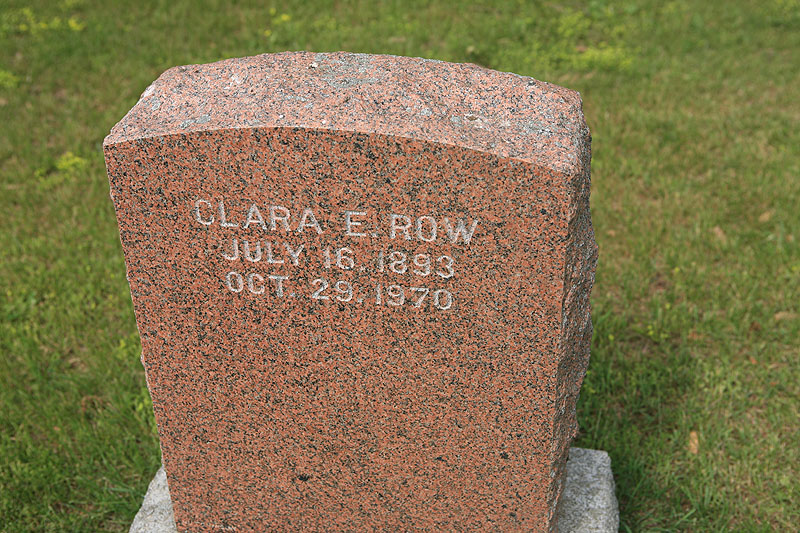 CLARA E. ROW
JULY 16, 1893
OCT. 29, 1970